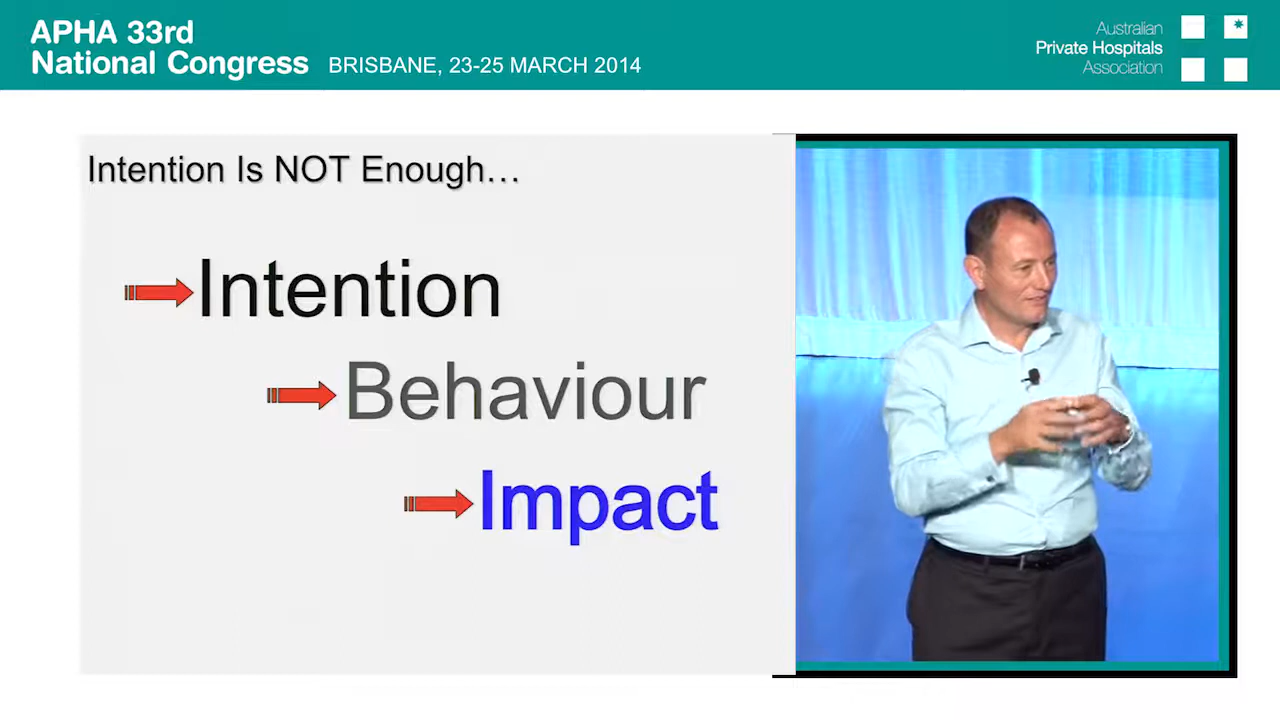 APHA 33rd
National Congress BRISBANE, 23-25 MARCH 2014
Australian
Private Hospitals
Association
Intention Is NOT Enough…
Intention
Behaviour
Impact